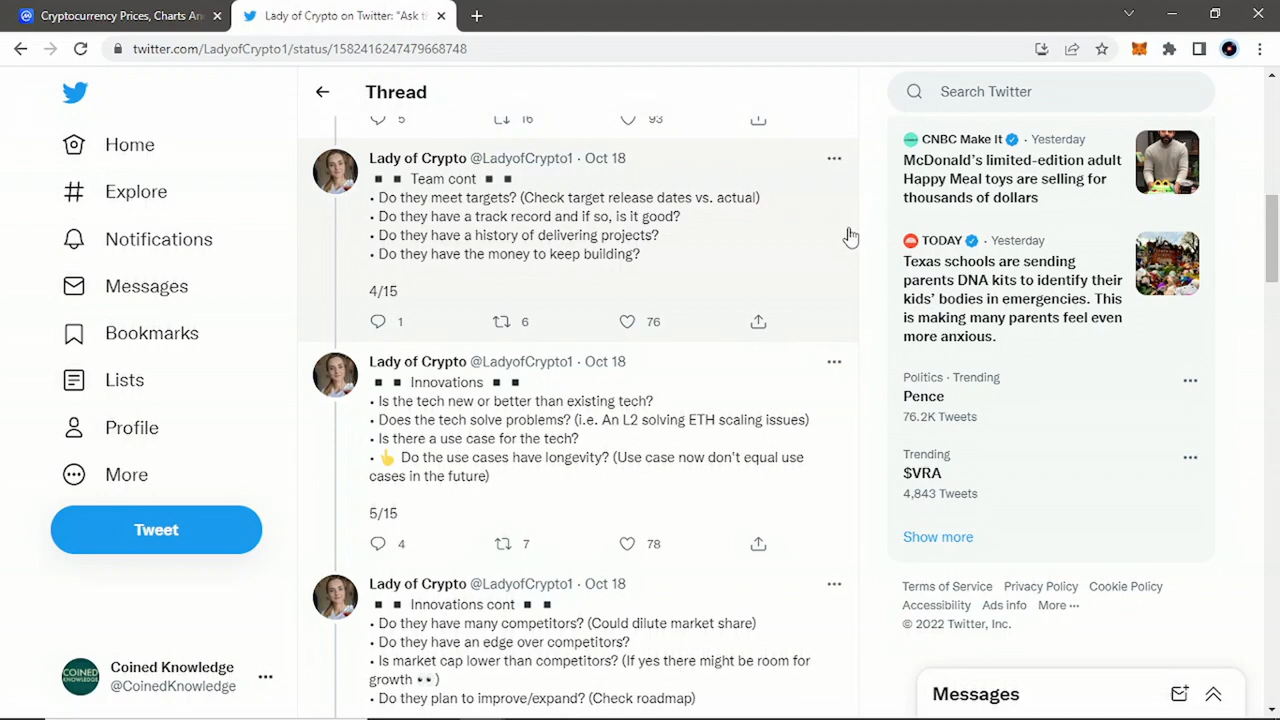 Cryptocurrency Prices, Charts An
Lady of Crypto on Twitter: "Ask t
twitter.com/LadyofCrypto1/status/1582416247479668748
Home
Explore
Notifications
Messages
Bookmarks
Lists
Profile
More
Tweet
Coined Knowledge
@CoinedKnowledge
COINED KNOWLEDGE
Thread
5 16 93
Lady of Crypto @LadyofCrypto1 · Oct 18
◾◾ Team cont ◾◾
• Do they meet targets? (Check target release dates vs. actual)
• Do they have a track record and if so, is it good?
• Do they have a history of delivering projects?
• Do they have the money to keep building?
4/15
1 6 76
Lady of Crypto @LadyofCrypto1 · Oct 18
◾◾ Innovations ◾◾
• Is the tech new or better than existing tech?
• Does the tech solve problems? (i.e. An L2 solving ETH scaling issues)
• Is there a use case for the tech?
• 👆 Do the use cases have longevity? (Use case now don't equal use
cases in the future)
5/15
4 7 78
Lady of Crypto @LadyofCrypto1 · Oct 18
◾◾ Innovations cont ◾◾
• Do they have many competitors? (Could dilute market share)
• Do they have an edge over competitors?
• Is market cap lower than competitors? (If yes there might be room for
growth 👀)
• Do they plan to improve/expand? (Check roadmap)
Search Twitter
CNBC Make It · Yesterday
McDonald's limited-edition adult
Happy Meal toys are selling for
thousands of dollars
TODAY · Yesterday
Texas schools are sending
parents DNA kits to identify their
kids' bodies in emergencies. This
is making many parents feel even
more anxious.
Politics · Trending
Pence
76.2K Tweets
Trending
$VRA
4,843 Tweets
Show more
Terms of Service Privacy Policy Cookie Policy
Accessibility Ads info More ···
© 2022 Twitter, Inc.
Messages